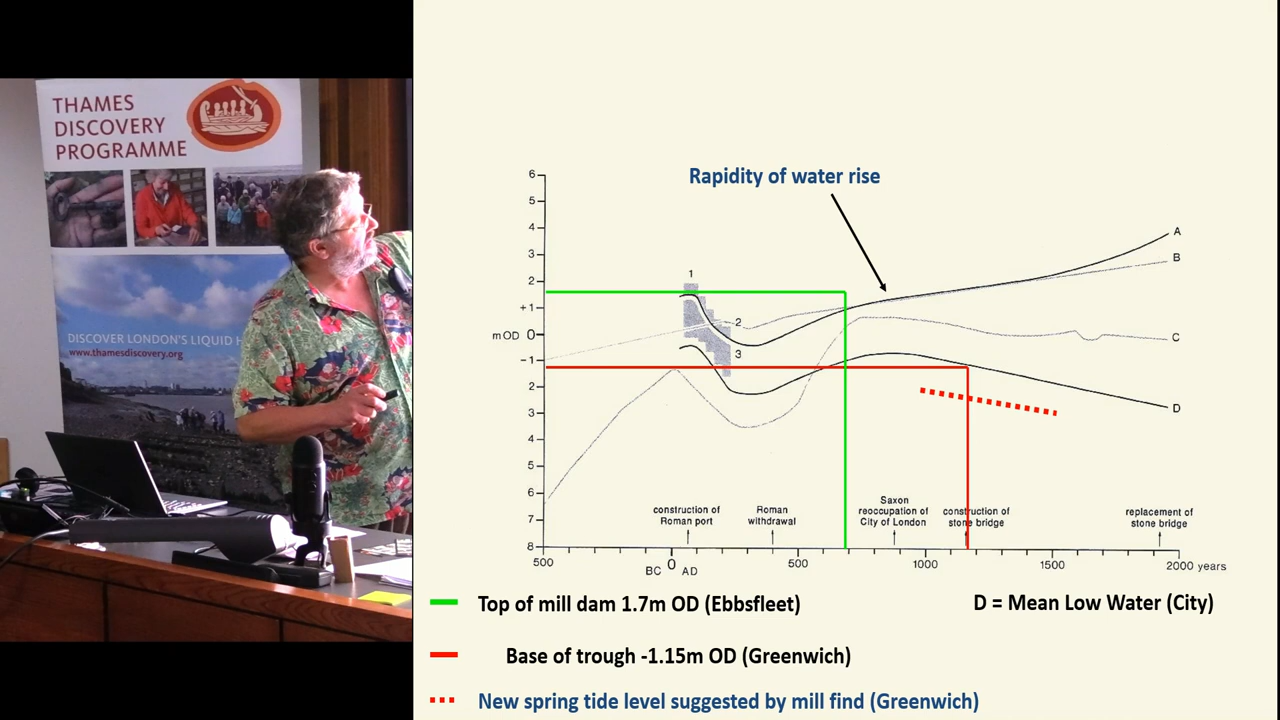 THAMES
DISCOVERY
PROGRAMME
DISCOVER LONDON'S LIQUID H
www.thamesdiscovery.org
Rapidity of water rise
6
5
4
3
2
+1
mOD 0
−1
2
3
4
5
6
7
8
1
2
3
A
B
C
D
construction of
Roman port
Roman
withdrawal
Saxon
reoccupation of
City of London
construction of
stone bridge
replacement of
stone bridge
500 BC 0 AD 500 1000 1500 2000 years
Top of mill dam 1.7m OD (Ebbsfleet)
D = Mean Low Water (City)
Base of trough -1.15m OD (Greenwich)
New spring tide level suggested by mill find (Greenwich)